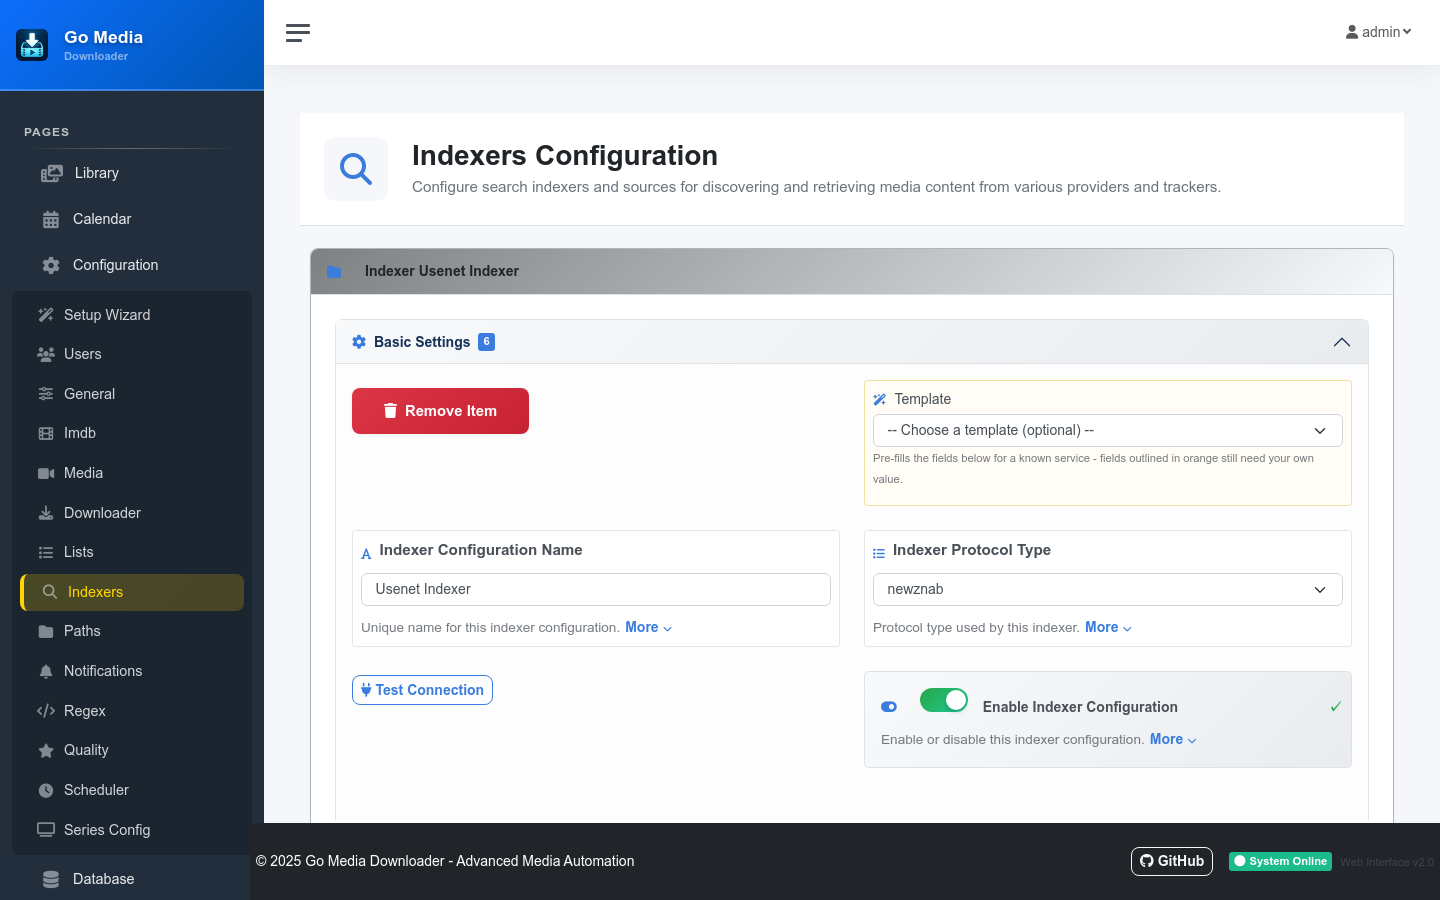 Go Media
Downloader
admin
PAGES
Library
Calendar
Configuration
Setup Wizard
Users
General
Imdb
Media
Downloader
Lists
Indexers
Paths
Notifications
Regex
Quality
Scheduler
Series Config
Database
Indexers Configuration
Configure search indexers and sources for discovering and retrieving media content from various providers and trackers.
Indexer Usenet Indexer
Basic Settings 6
Remove Item
Template
-- Choose a template (optional) --
Pre-fills the fields below for a known service - fields outlined in orange still need your own
value.
Indexer Configuration Name
Usenet Indexer
Unique name for this indexer configuration. More
Indexer Protocol Type
newznab
Protocol type used by this indexer. More
Test Connection
Enable Indexer Configuration
Enable or disable this indexer configuration. More
© 2025 Go Media Downloader - Advanced Media Automation
GitHub
System Online
Web Interface v2.0